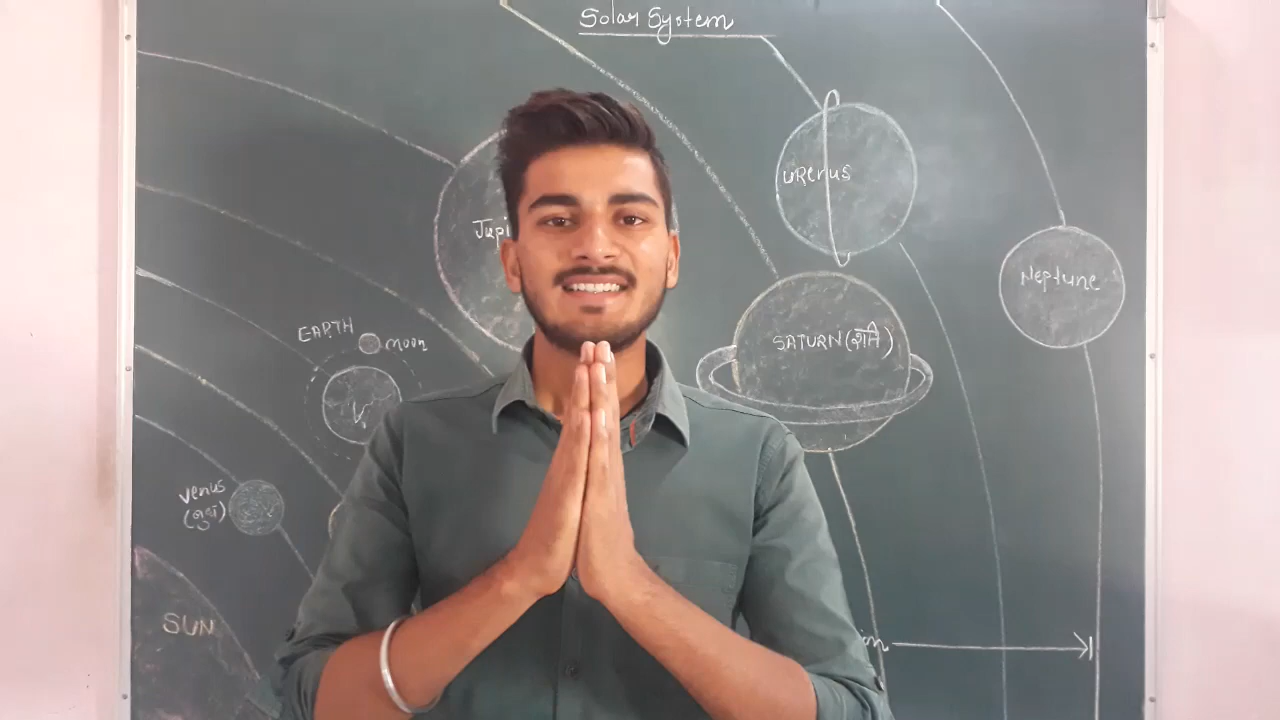 Solar System
URenus
Jupi
Neptune
EARTH
moon
SATURN (शनि)
Venus
SUN